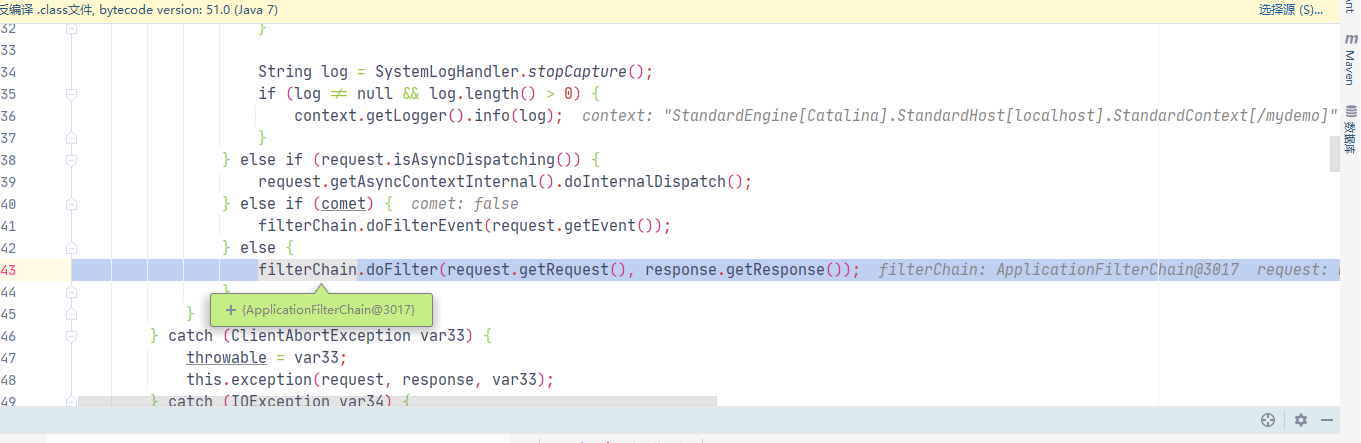 反编译 .class文件, bytecode version: 51.0 (Java 7)
选择源 (S)...
32 }
33
34 String log = SystemLogHandler.stopCapture();
35 if (log ≠ null && log.length() > 0) {
36 context.getLogger().info(log); context: "StandardEngine[Catalina].StandardHost[localhost].StandardContext[/mydemo]"
37 }
38 } else if (request.isAsyncDispatching()) {
39 request.getAsyncContextInternal().doInternalDispatch();
40 } else if (comet) { comet: false
41 filterChain.doFilterEvent(request.getEvent());
42 } else {
43 filterChain.doFilter(request.getRequest(), response.getResponse()); filterChain: ApplicationFilterChain@3017 request:
44 }
+ {ApplicationFilterChain@3017}
45 }
46 } catch (ClientAbortException var33) {
47 throwable = var33;
48 this.exception(request, response, var33);
49 } catch (IOException var34) {
m Maven
数据库